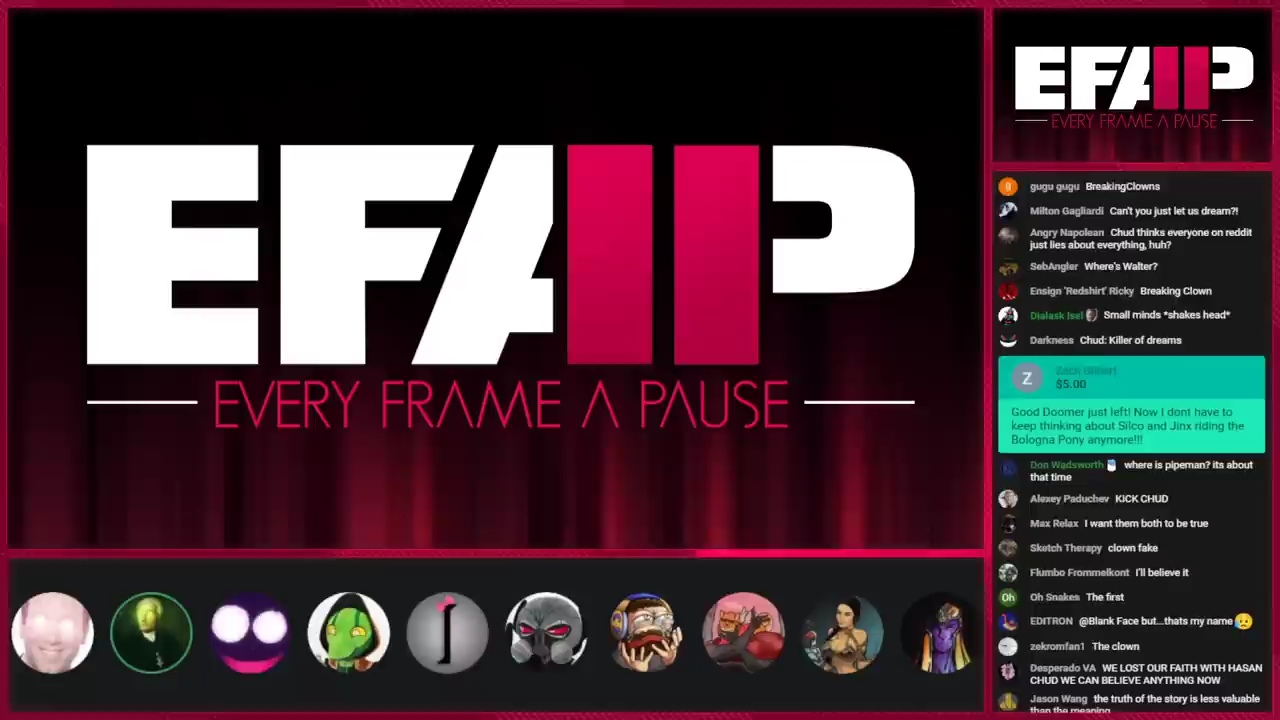 EFAP
EVERY FRAME A PAUSE
EFAP
EVERY FRAME A PAUSE
gugu gugu BreakingClowns
Milton Gagliardi Can't you just let us dream?!
Angry Napolean Chud thinks everyone on reddit
just lies about everything, huh?
SebAngler Where's Walter?
Ensign 'Redshirt' Ricky Breaking Clown
Dialask Isel Small minds *shakes head*
Darkness Chud: Killer of dreams
Z
$5.00
Good Doomer just left! Now I dont have to
keep thinking about Silco and Jinx riding the
Bologna Pony anymore!!!
Don Wadsworth where is pipeman? its about
that time
Alexey Paduchev KICK CHUD
Max Relax I want them both to be true
Sketch Therapy clown fake
Flumbo Frommelkont I'll believe it
Oh Oh Snakes The first
EDITRON @Blank Face but...thats my name😥
zekromfan1 The clown
Desperado VA WE LOST OUR FAITH WITH HASAN
CHUD WE CAN BELIEVE ANYTHING NOW
Jason Wang the truth of the story is less valuable
than the meaning